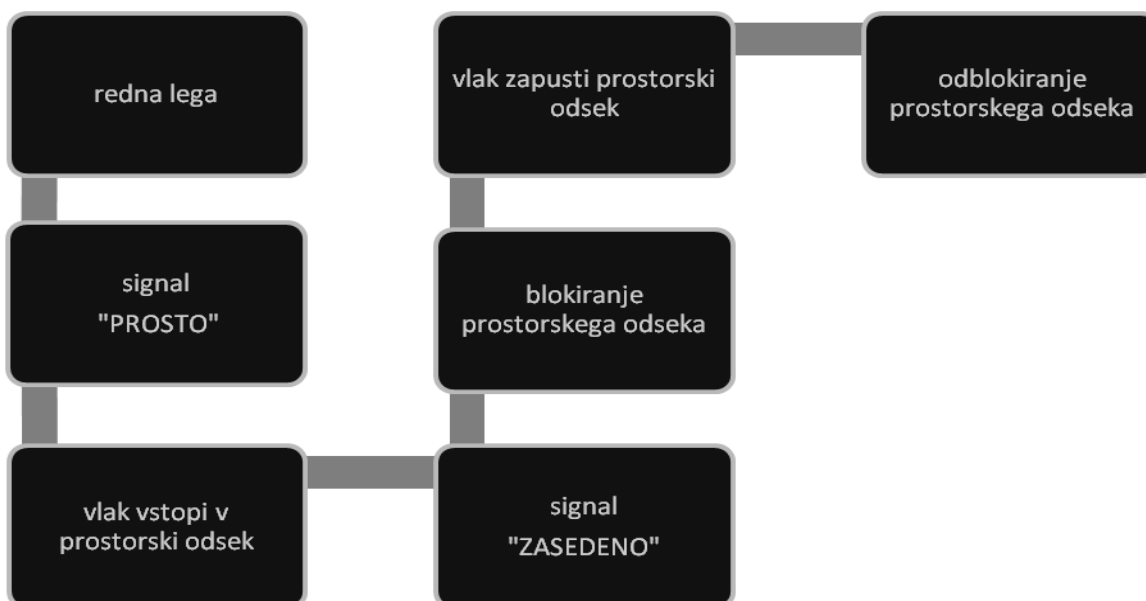 redna lega
signal
"PROSTO"
vlak vstopi v
prostorski odsek
signal
"ZASEDENO"
blokiranje
prostorskega odseka
vlak zapusti prostorski
odsek
odblokiranje
prostorskega odseka